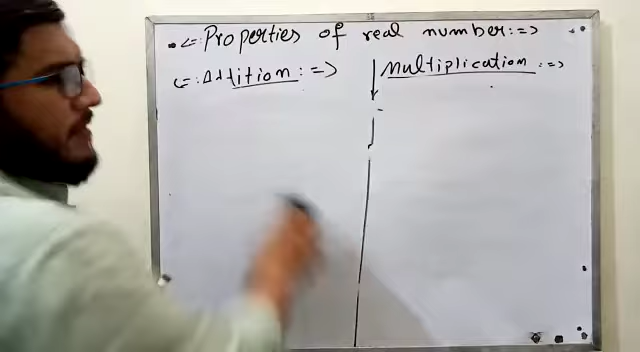 <=: Properties of real number :=>
<=: Addition :=>
Multiplication :=>